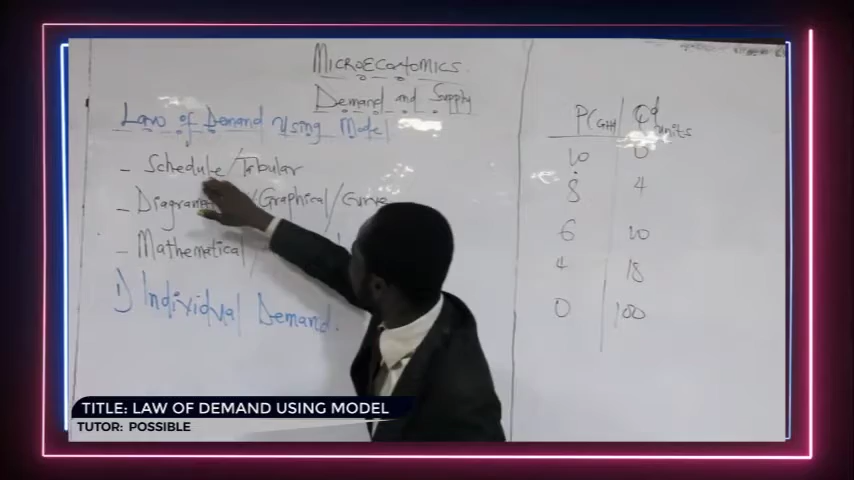 MICROECONOMICS
Demand and Supply
Law of Demand Using Model
- Schedule/Tabular
- /Graphical/Curve
- Mathematical/
1) Individual Demand.
P(GH¢) Qd units
10 0
8 4
6 10
4 18
0 100
TITLE: LAW OF DEMAND USING MODEL
TUTOR: POSSIBLE